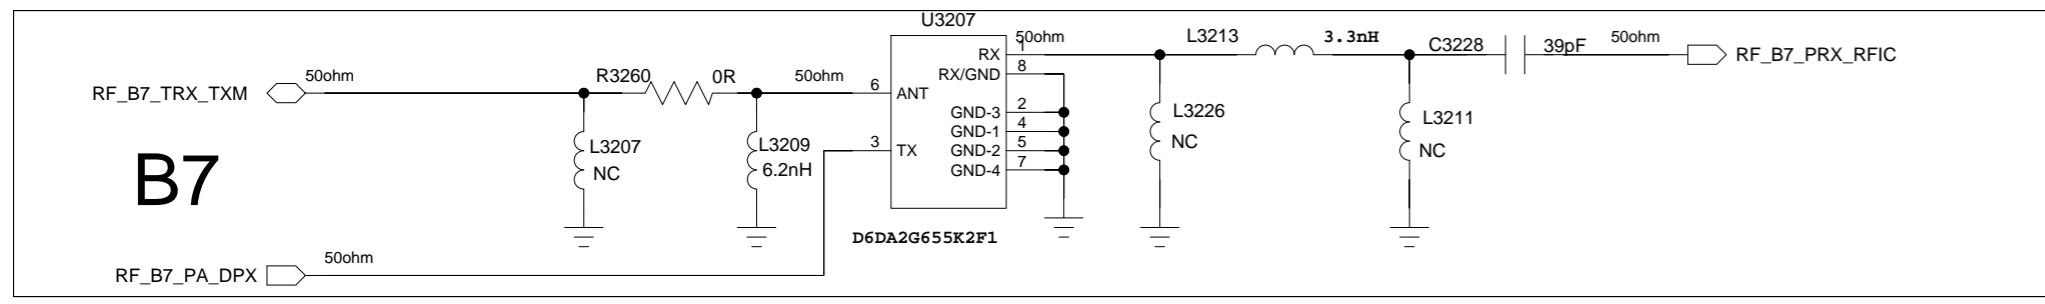 U3207
50ohm
L3213
3.3nH
C3228
39pF
50ohm
RF_B7_PRX_RFIC
RX
1
RX/GND
8
RF_B7_TRX_TXM
50ohm
R3260
0R
50ohm
6
ANT
GND-3
2
GND-1
4
GND-2
5
GND-4
7
3
TX
L3207
NC
L3209
6.2nH
L3226
NC
L3211
NC
B7
D6DA2G655K2F1
RF_B7_PA_DPX
50ohm